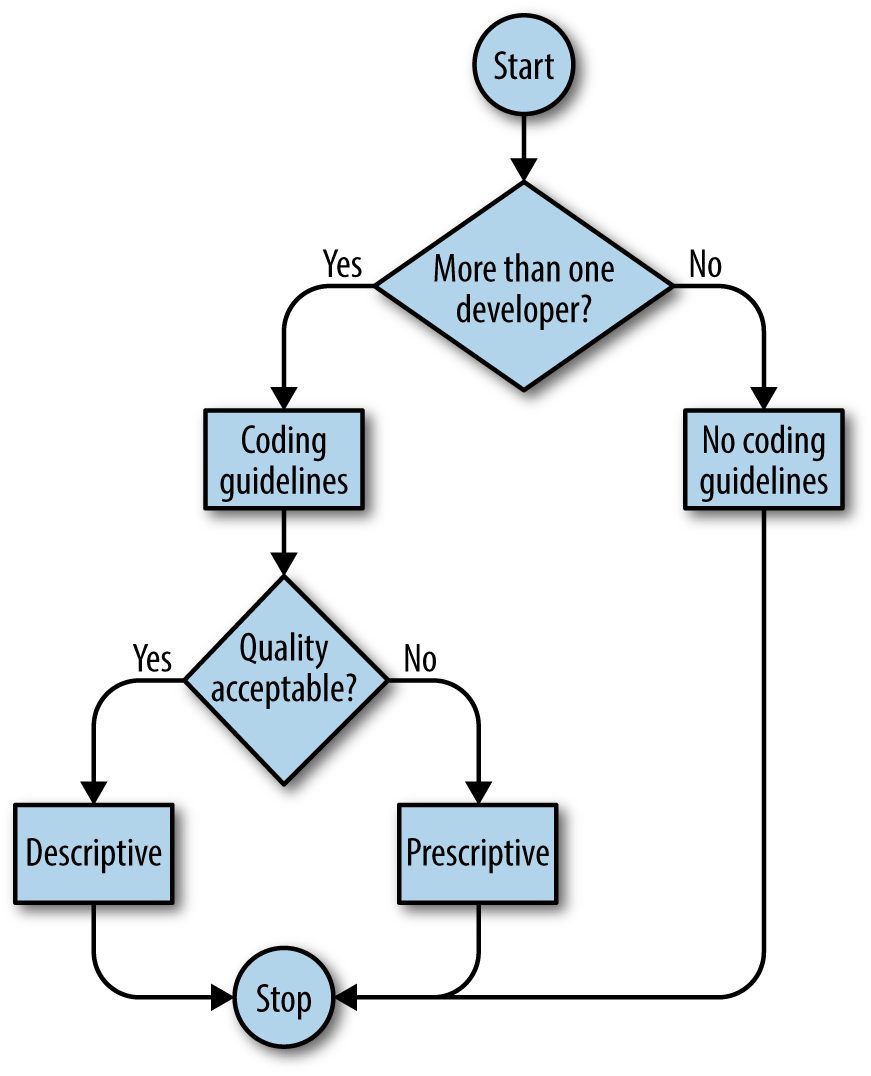 Start
More than one
developer?
Yes
No
Coding
guidelines
No coding
guidelines
Quality
acceptable?
Yes
No
Descriptive
Prescriptive
Stop